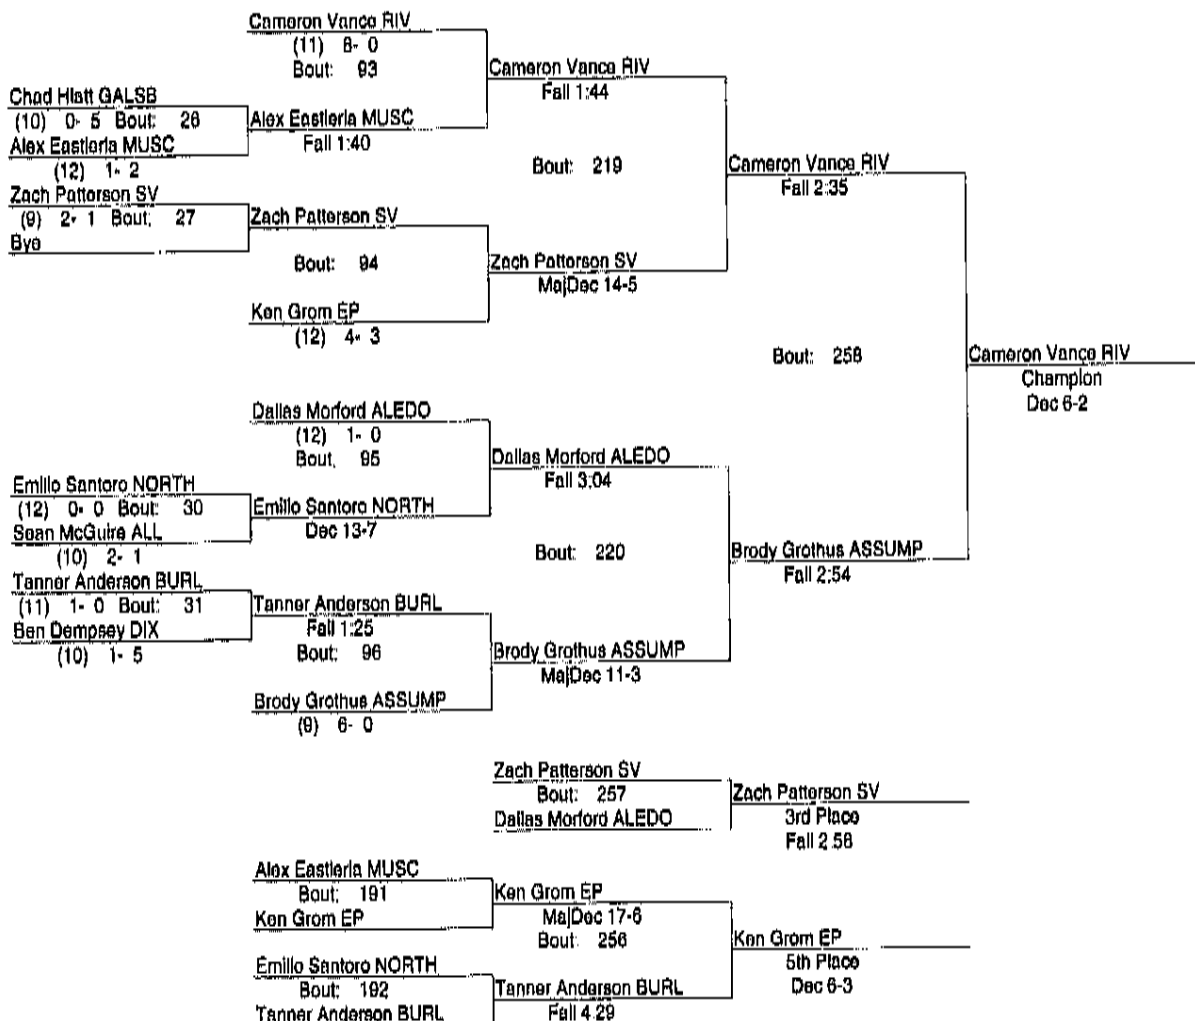 Cameron Vance RIV
(11) 8- 0
Bout: 93
Cameron Vance RIV
Fall 1:44
Chad Hiatt GALSB
(10) 0- 5 Bout: 26
Alex Eastleria MUSC
Fall 1:40
Alex Eastleria MUSC
(12) 1- 2
Bout: 219
Cameron Vance RIV
Fall 2:35
Zach Patterson SV
(9) 2- 1 Bout: 27
Zach Patterson SV
Bye
Bout: 94
Zach Patterson SV
MajDec 14-5
Ken Grom EP
(12) 4- 3
Bout: 258
Cameron Vance RIV
Champion
Dec 6-2
Dallas Morford ALEDO
(12) 1- 0
Bout. 95
Dallas Morford ALEDO
Fall 3:04
Emilio Santoro NORTH
(12) 0- 0 Bout: 30
Emilio Santoro NORTH
Dec 13-7
Sean McGuire ALL
(10) 2- 1
Bout: 220
Brody Grothus ASSUMP
Fall 2:54
Tanner Anderson BURL
(11) 1- 0 Bout: 31
Tanner Anderson BURL
Fall 1:25
Ben Dempsey DIX
(10) 1- 5
Bout: 96
Brody Grothus ASSUMP
MajDec 11-3
Brody Grothus ASSUMP
(9) 6- 0
Zach Patterson SV
Bout: 257
Zach Patterson SV
Dallas Morford ALEDO
3rd Place
Fall 2.56
Alex Eastleria MUSC
Bout: 191
Ken Grom EP
Ken Grom EP
MajDec 17-6
Bout: 256
Ken Grom EP
5th Place
Dec 6-3
Emilio Santoro NORTH
Bout: 192
Tanner Anderson BURL
Tanner Anderson BURL
Fall 4.29